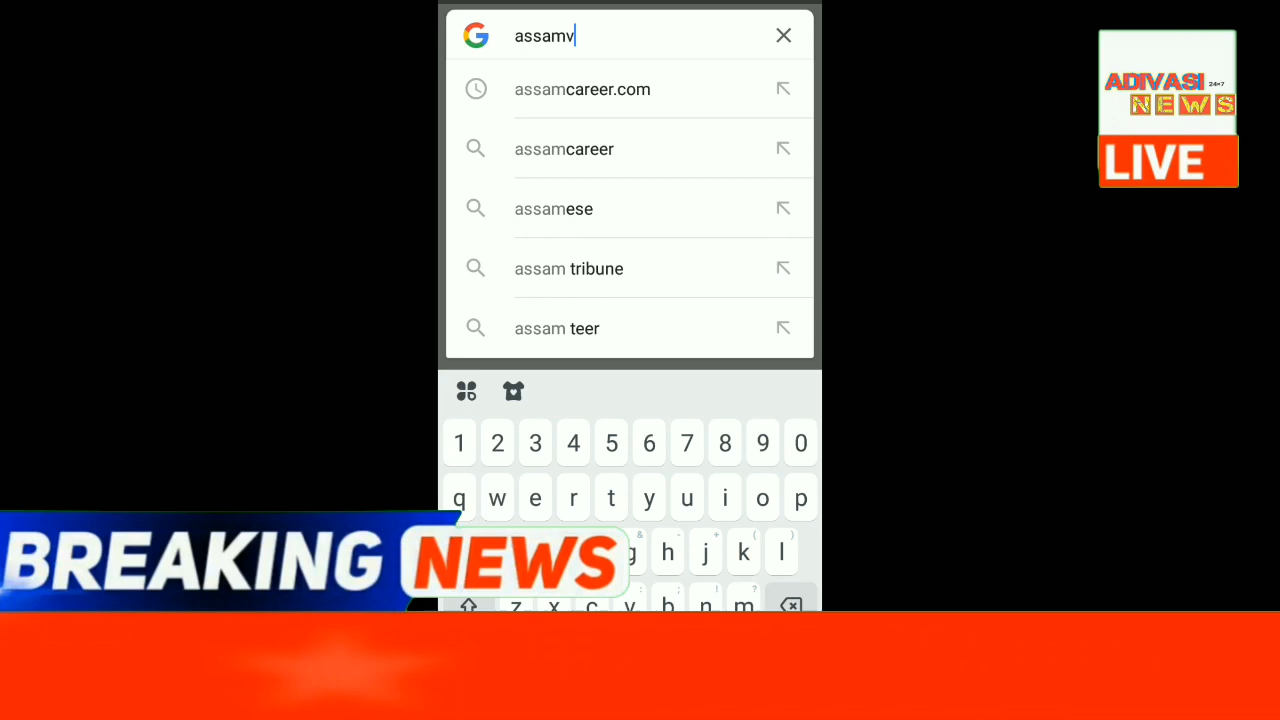 assamv
assamcareer.com
assamcareer
assamese
assam tribune
assam teer
ADIVASI 24×7
NEWS
LIVE
1 2 3 4 5 6 7 8 9 0
q w e r t y u i o p
g h j k l
z x c v b n m
BREAKING NEWS